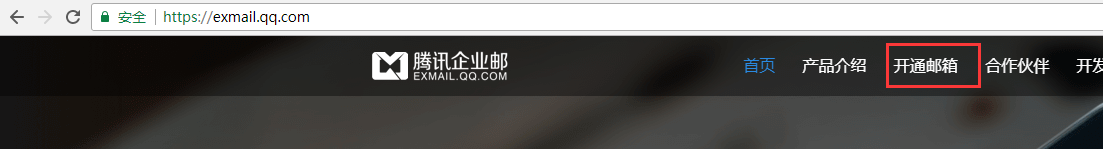 安全 https://exmail.qq.com
腾讯企业邮
EXMAIL.QQ.COM
首页 产品介绍 开通邮箱 合作伙伴 开发